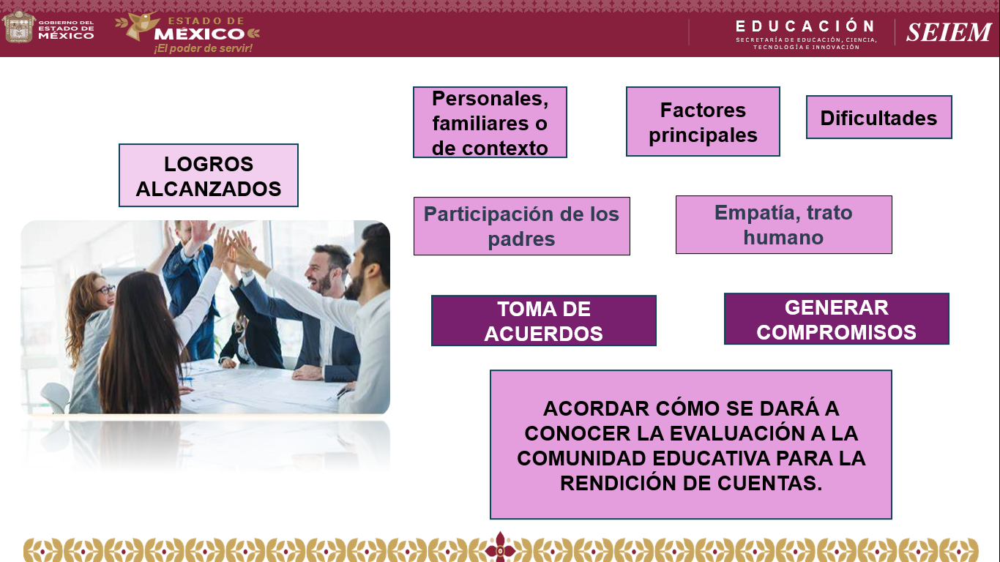 GOBIERNO DEL
ESTADO DE
MÉXICO
ESTADO DE
MÉXICO
¡El poder de servir!
EDUCACIÓN
SECRETARÍA DE EDUCACIÓN, CIENCIA,
TECNOLOGÍA E INNOVACIÓN
SEIEM
LOGROS
ALCANZADOS
Personales,
familiares o
de contexto
Factores
principales
Dificultades
Participación de los
padres
Empatía, trato
humano
TOMA DE
ACUERDOS
GENERAR
COMPROMISOS
ACORDAR CÓMO SE DARÁ A
CONOCER LA EVALUACIÓN A LA
COMUNIDAD EDUCATIVA PARA LA
RENDICIÓN DE CUENTAS.